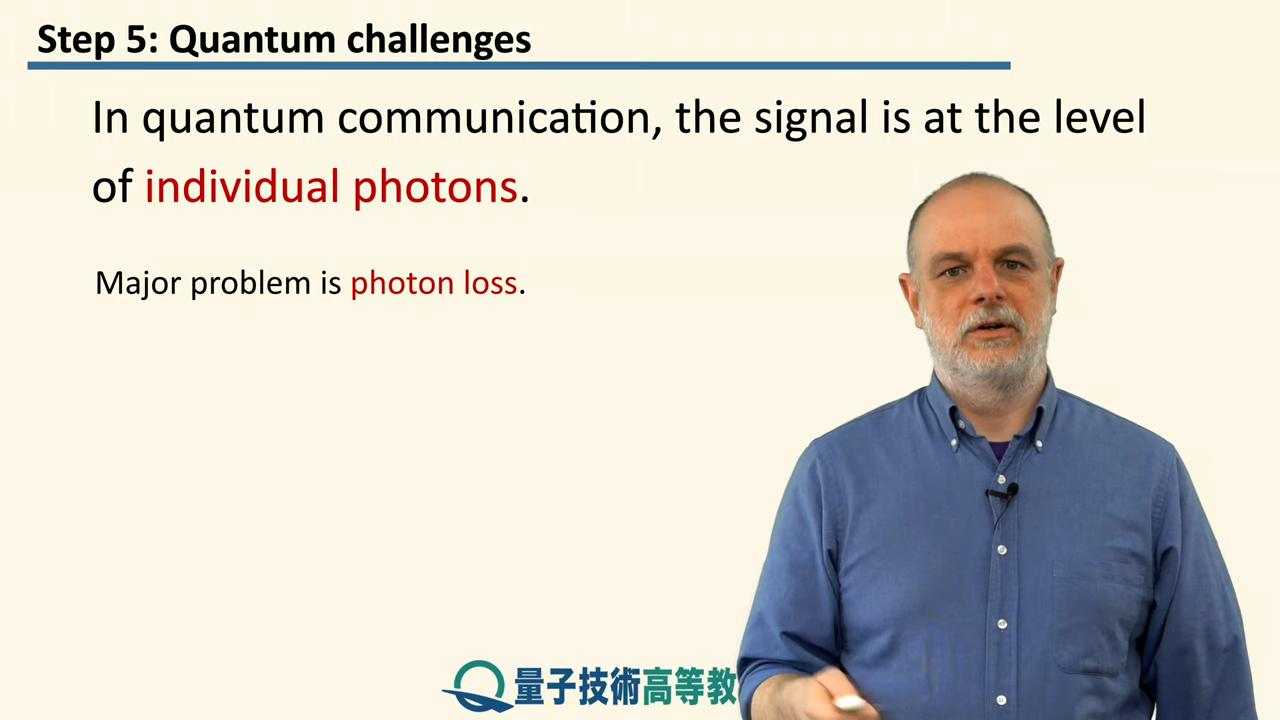 Step 5: Quantum challenges
In quantum communication, the signal is at the level
of individual photons.
Major problem is photon loss.
量子技術高等教